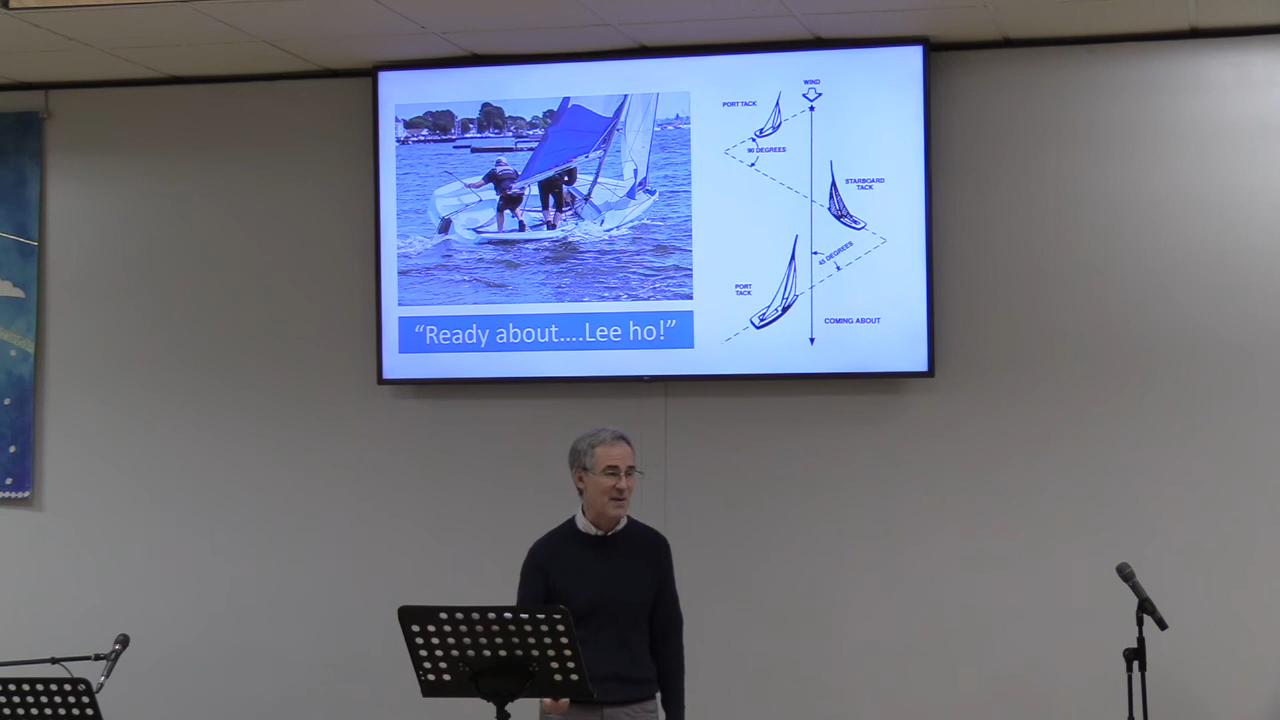 “Ready about....Lee ho!”
WIND
PORT TACK
90 DEGREES
STARBOARD
TACK
45 DEGREES
PORT
TACK
COMING ABOUT